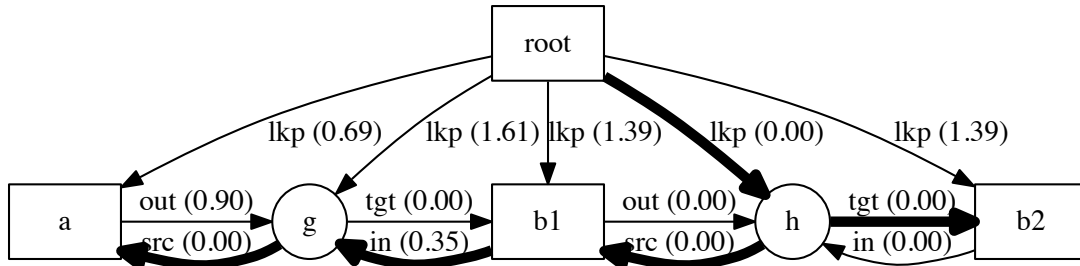 root
lkp (0.69)
lkp (1.61)
lkp (1.39)
lkp (0.00)
lkp (1.39)
a
out (0.90)
src (0.00)
g
tgt (0.00)
in (0.35)
b1
out (0.00)
src (0.00)
h
tgt (0.00)
in (0.00)
b2